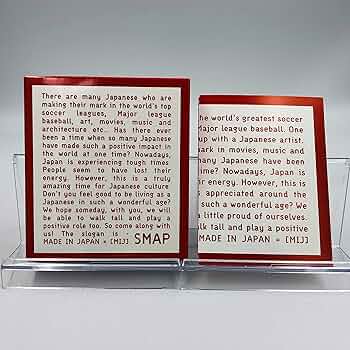 There are many Japanese who are
making their mark in the world's top
soccer leagues, Major league
baseball, art, movies, music and
architecture etc... Has there ever
been a time when so many Japanese
have made such a positive impact in
the world at one time? Nowadays,
Japan is experiencing tough times.
People seem to have lost their
energy. However, this is a truly
amazing time for Japanese culture.
Don't you feel good to be living as a
Japanese in such a wonderful age?
We hope someday, with you, we will
be able to walk tall and play a
positive role too. So come along with
us! The slogan is -
MADE IN JAPAN = [MIJ] SMAP
the world's greatest soccer
Major league baseball. One
up with a Japanese artist.
in movies, music and
many Japanese have been
time? Nowadays, Japan is
r energy. However, this is
s appreciated around the
such a wonderful age? We
little proud of ourselves.
walk tall and play a positive
MADE IN JAPAN = [MIJ]